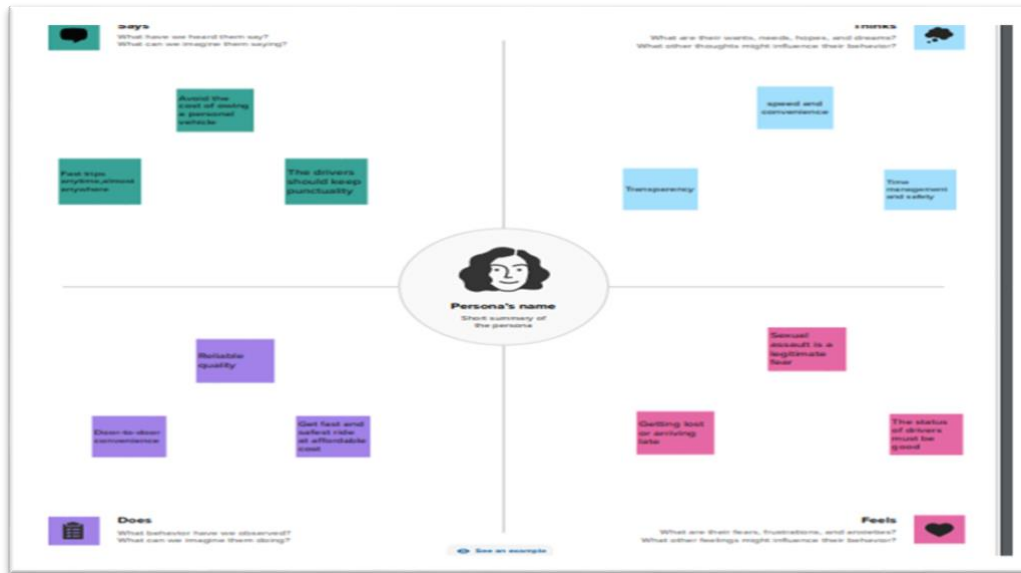 Says
What have we heard them say?
What can we imagine them saying?
Thinks
What are their wants, needs, hopes, and dreams?
What other thoughts might influence their behavior?
Avoid the
cost of owing
a personal
vehicle
Fast trips
anytime,almost
anywhere
The drivers
should keep
punctuality
speed and
convenience
Transparency
Time
management
and safety
Persona's name
Short summary of
the persona
Reliable
quality
Door-to-door
convenience
Get fast and
safest ride
at affordable
cost
Sexual
assault is a
legitimate
fear
Getting lost
or arriving
late
The status
of drivers
must be
good
Does
What behavior have we observed?
What can we imagine them doing?
Feels
What are their fears, frustrations, and anxieties?
What other feelings might influence their behavior?
See an example